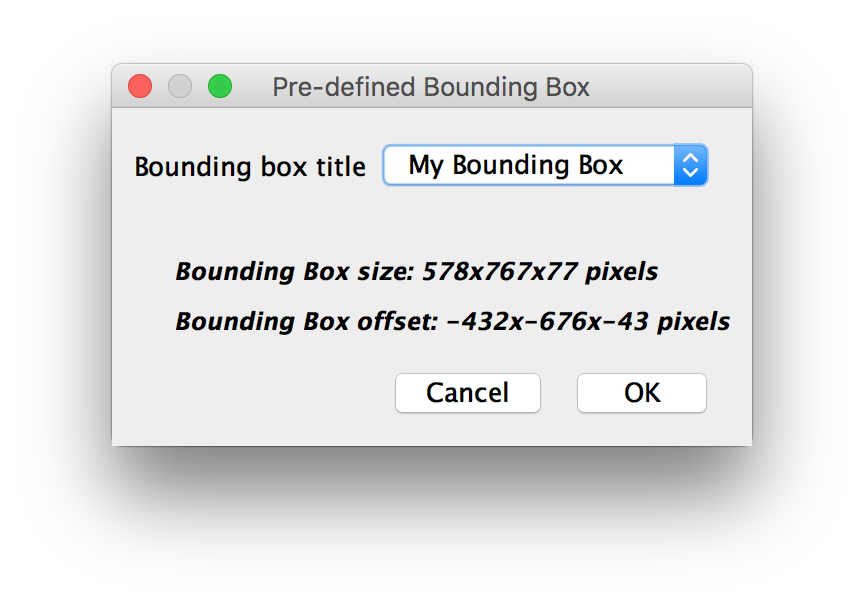 Pre-defined Bounding Box
Bounding box title My Bounding Box
Bounding Box size: 578x767x77 pixels
Bounding Box offset: -432x-676x-43 pixels
Cancel OK